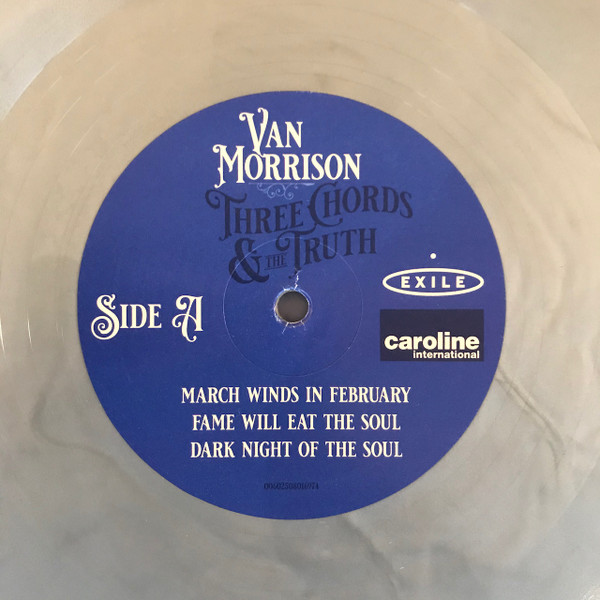 VAN
MORRISON
THREE CHORDS
& THE TRUTH
EXILE
SIDE A
caroline
international
MARCH WINDS IN FEBRUARY
FAME WILL EAT THE SOUL
DARK NIGHT OF THE SOUL